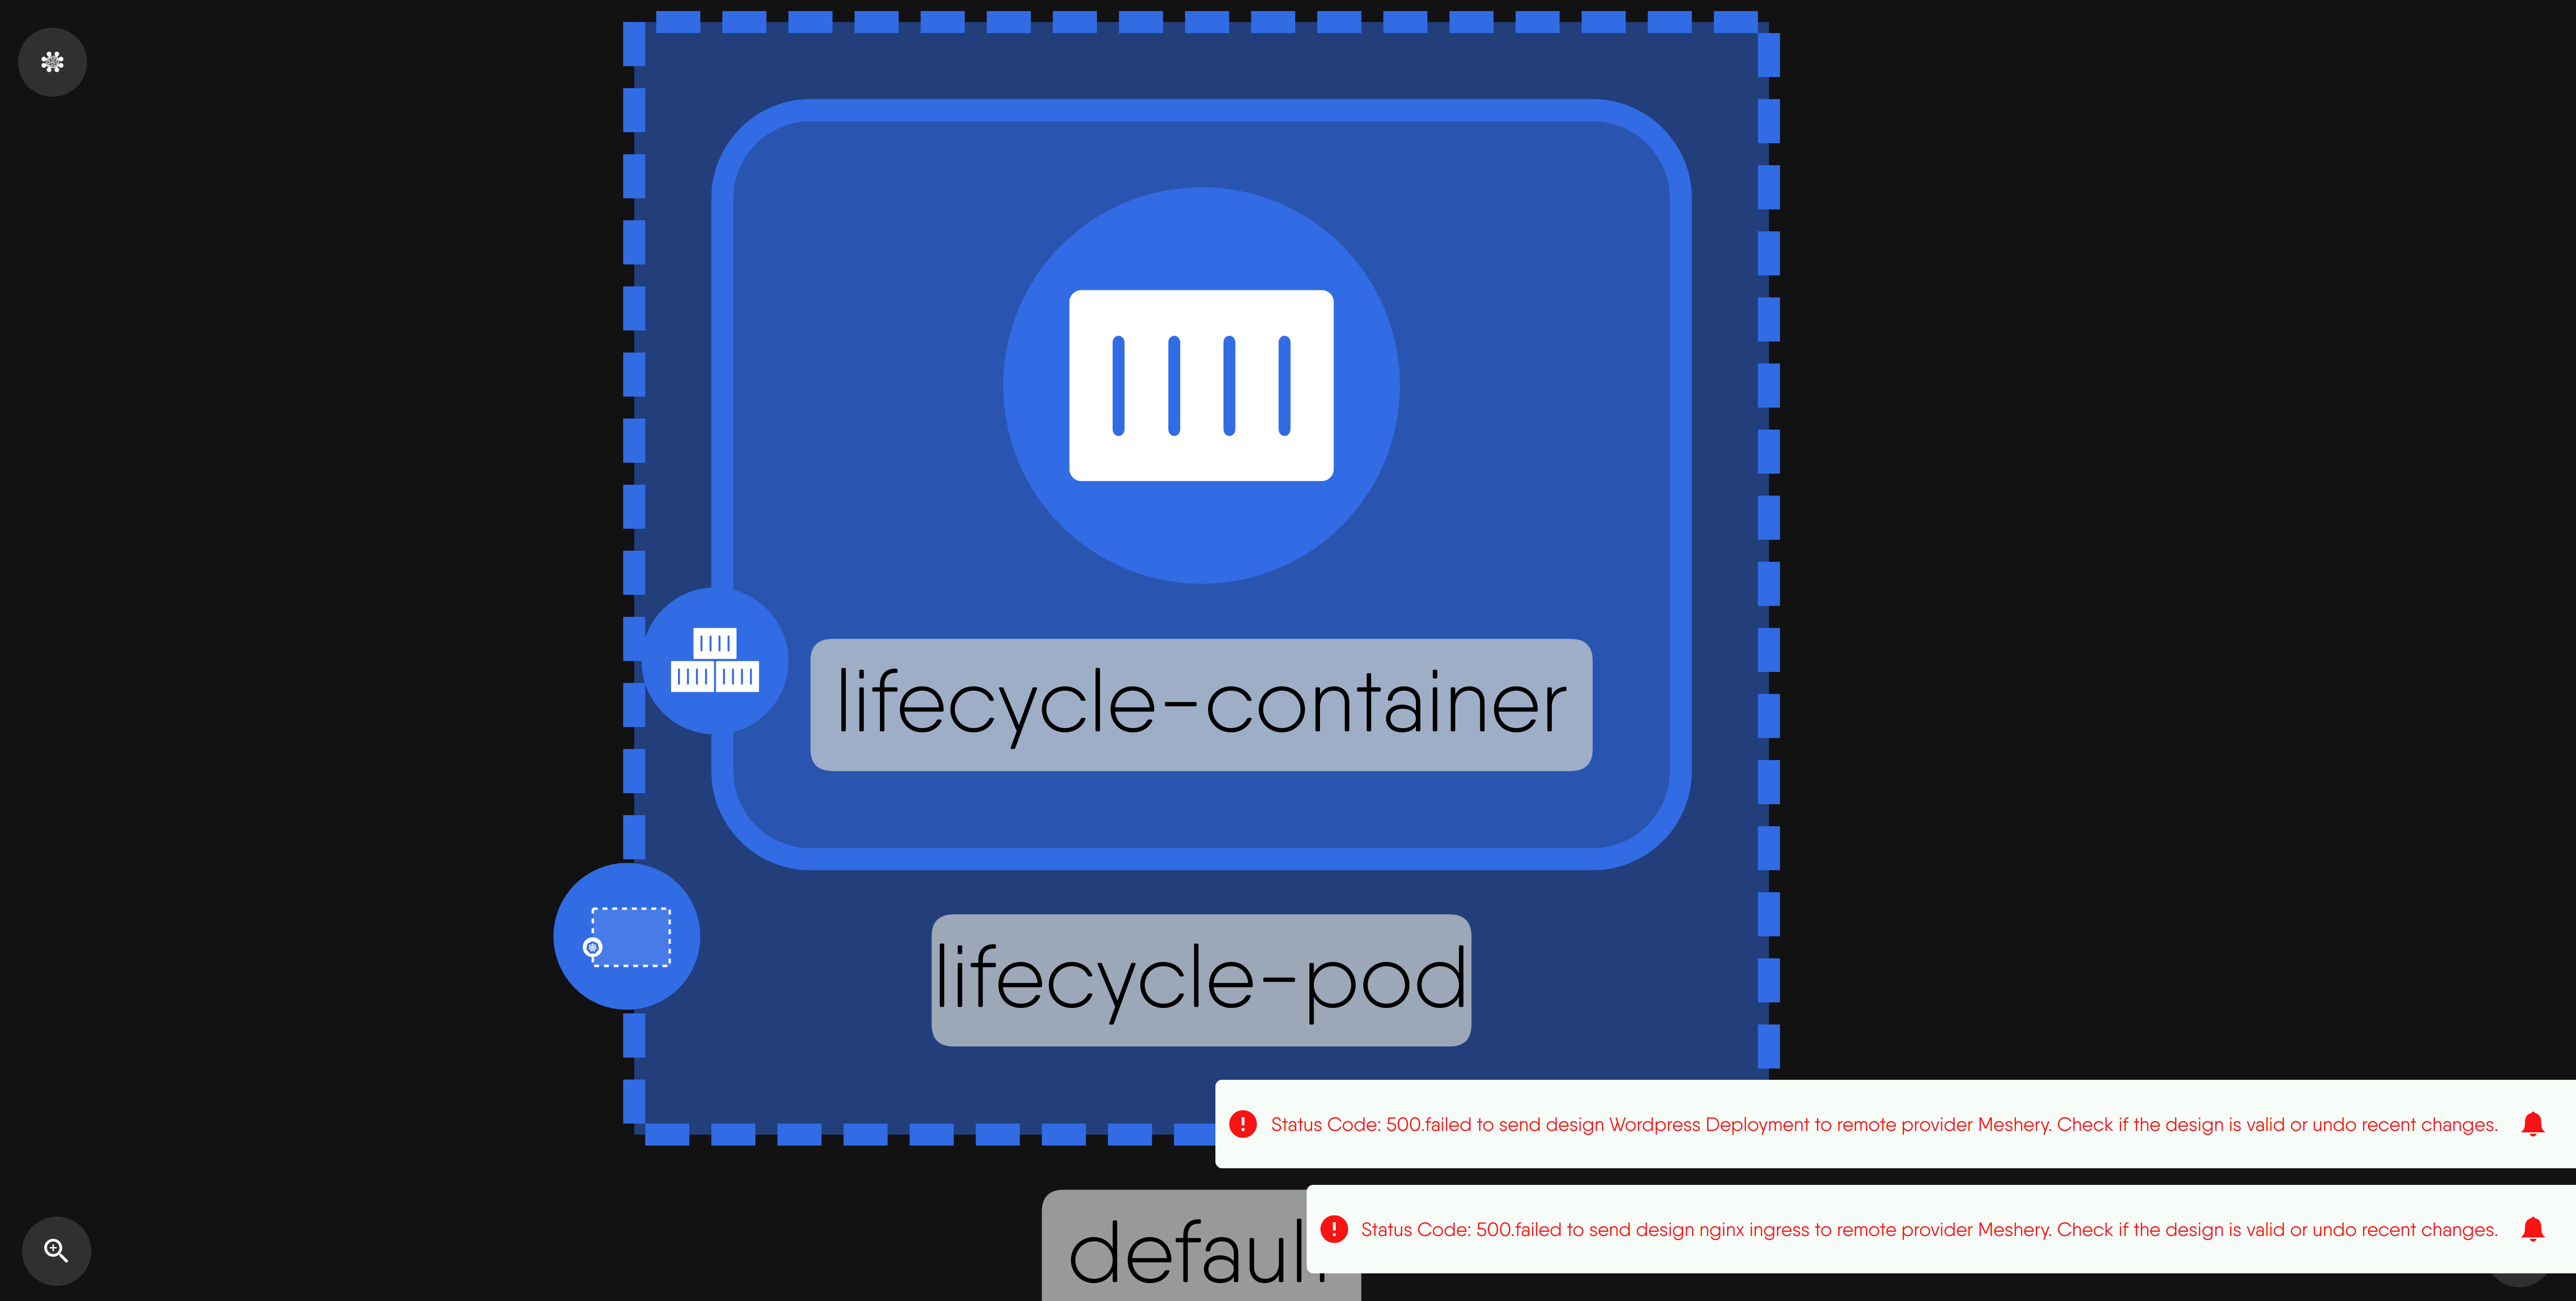 lifecycle-container
lifecycle-pod
Status Code: 500.failed to send design Wordpress Deployment to remote provider Meshery. Check if the design is valid or undo recent changes.
Status Code: 500.failed to send design nginx ingress to remote provider Meshery. Check if the design is valid or undo recent changes.
default